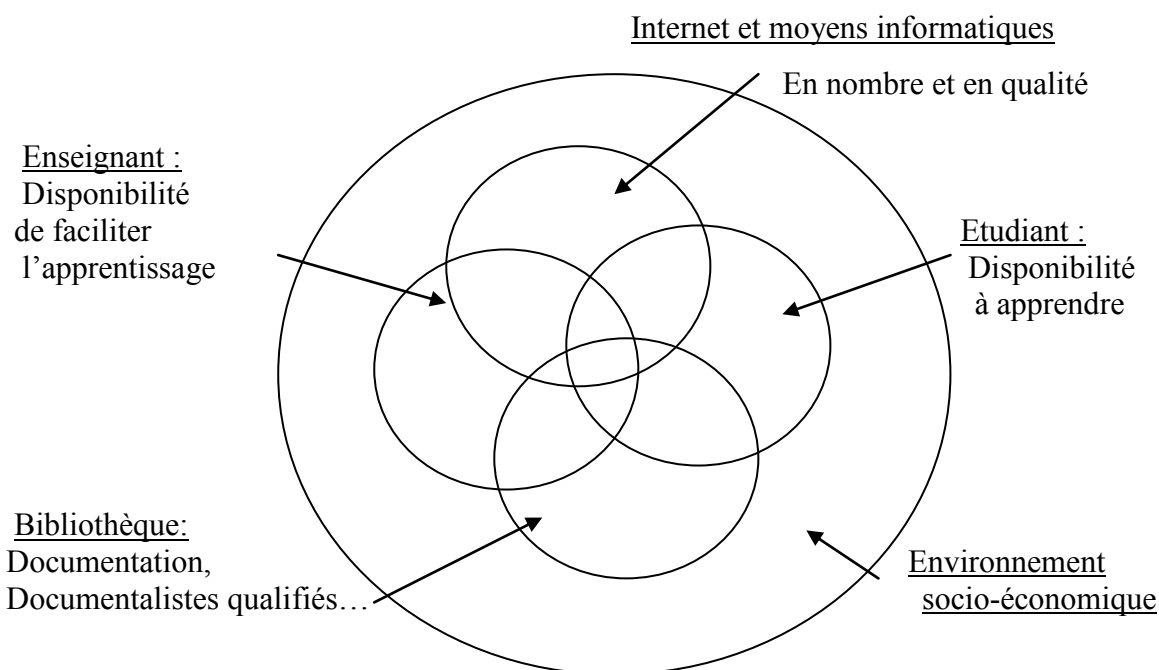 Internet et moyens informatiques
En nombre et en qualité
Enseignant :
Disponibilité
de faciliter
l’apprentissage
Etudiant :
Disponibilité
à apprendre
Bibliothèque:
Documentation,
Documentalistes qualifiés…
Environnement
socio-économique